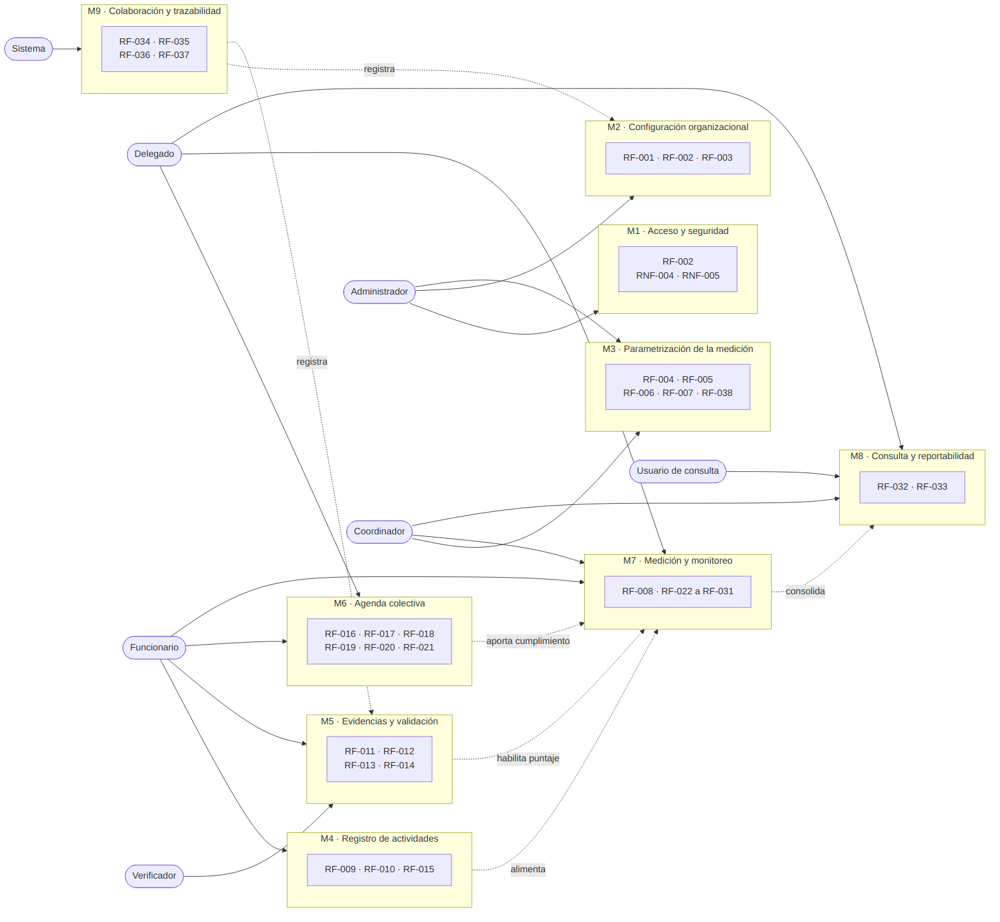 M9 · Colaboración y trazabilidad
RF-034 · RF-035
RF-036 · RF-037
Sistema
registra
Delegado
M2 · Configuración organizacional
RF-001 · RF-002 · RF-003
M1 · Acceso y seguridad
RF-002
RNF-004 · RNF-005
Administrador
registra
M3 · Parametrización de la medición
RF-004 · RF-005
RF-006 · RF-007 · RF-038
Usuario de consulta
M8 · Consulta y reportabilidad
RF-032 · RF-033
Coordinador
M7 · Medición y monitoreo
RF-008 · RF-022 a RF-031
consolida
M6 · Agenda colectiva
RF-016 · RF-017 · RF-018
RF-019 · RF-020 · RF-021
aporta cumplimiento
Funcionario
M5 · Evidencias y validación
RF-011 · RF-012
RF-013 · RF-014
habilita puntaje
M4 · Registro de actividades
RF-009 · RF-010 · RF-015
alimenta
Verificador